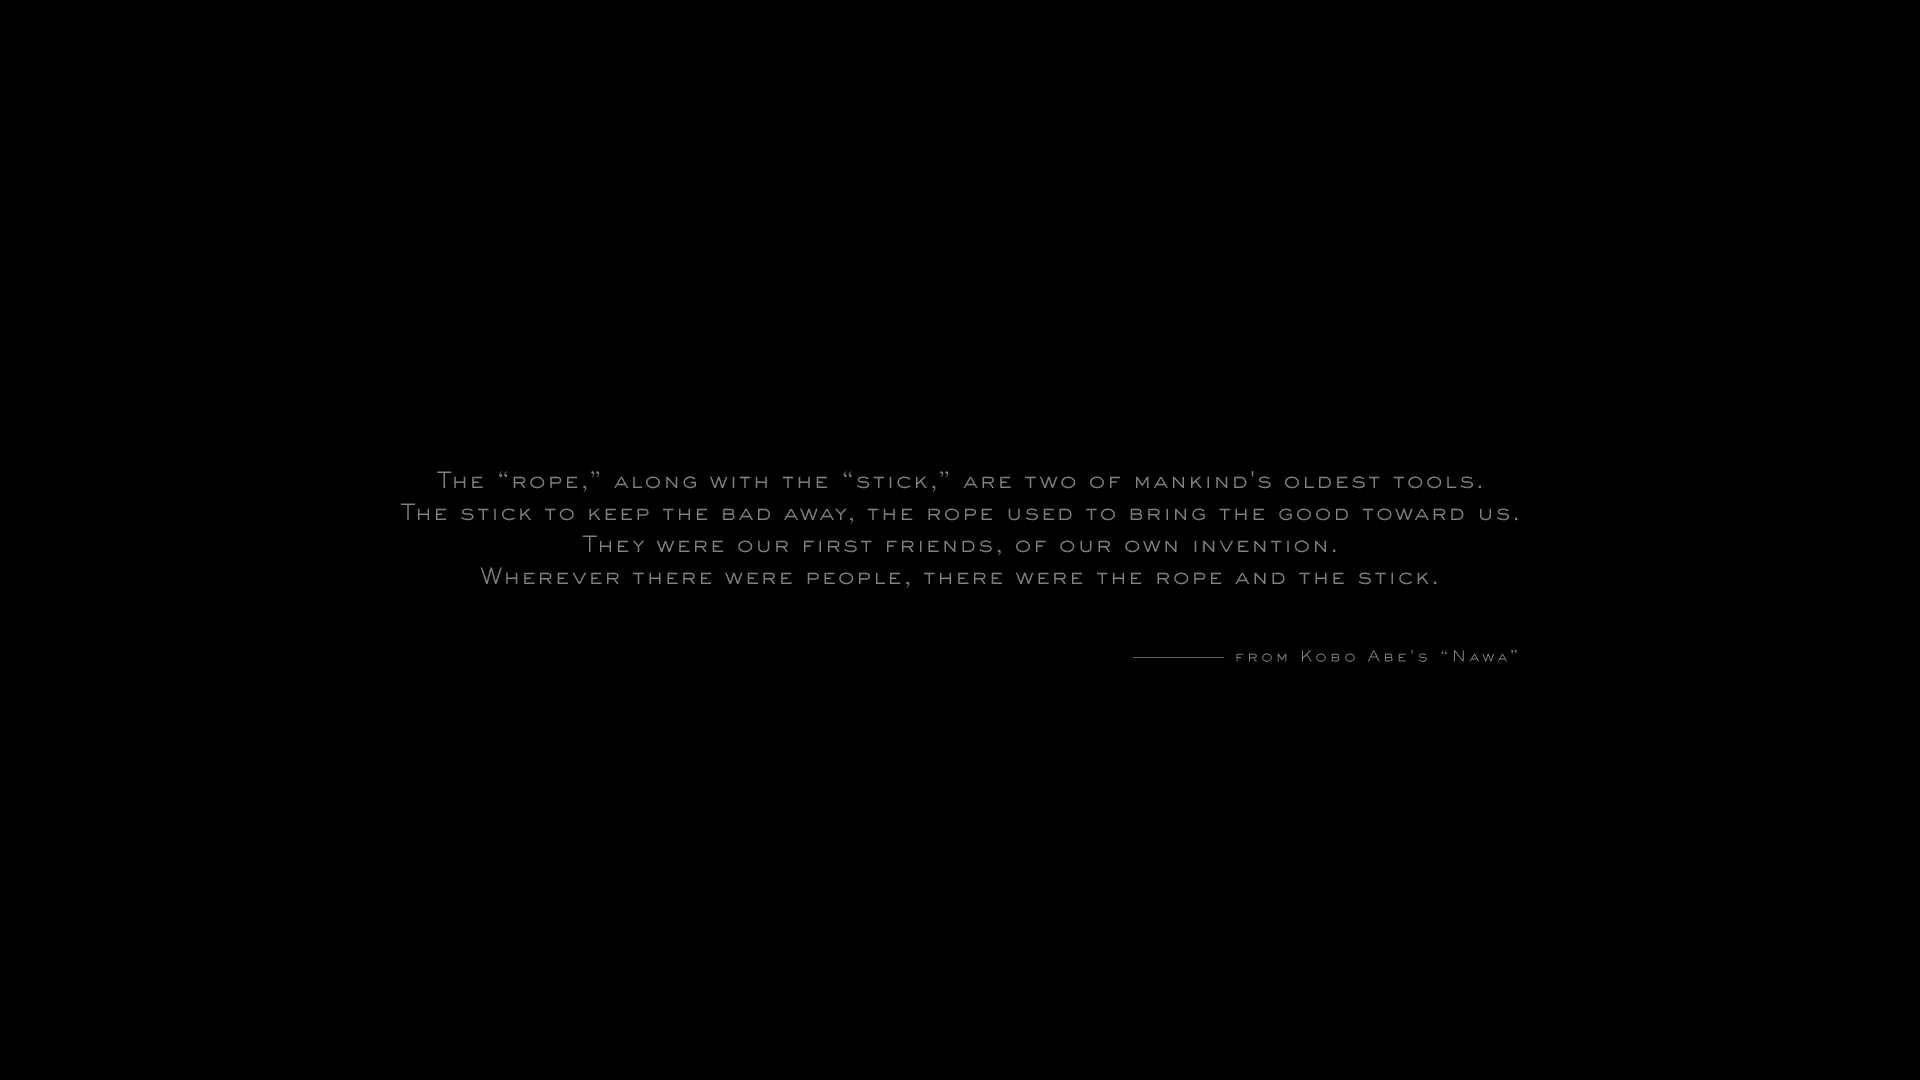 The “rope,” along with the “stick,” are two of mankind's oldest tools.
The stick to keep the bad away, the rope used to bring the good toward us.
They were our first friends, of our own invention.
Wherever there were people, there were the rope and the stick.
from Kobo Abe's “Nawa”